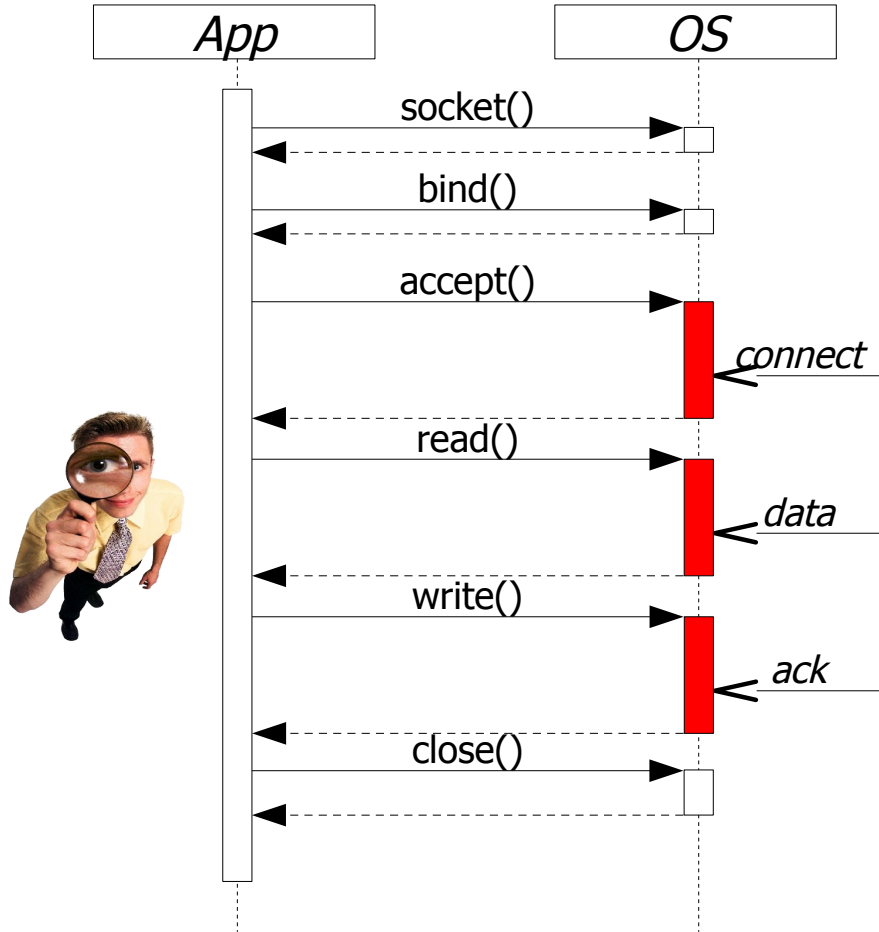 App
OS
socket()
bind()
accept()
connect
read()
data
write()
ack
close()